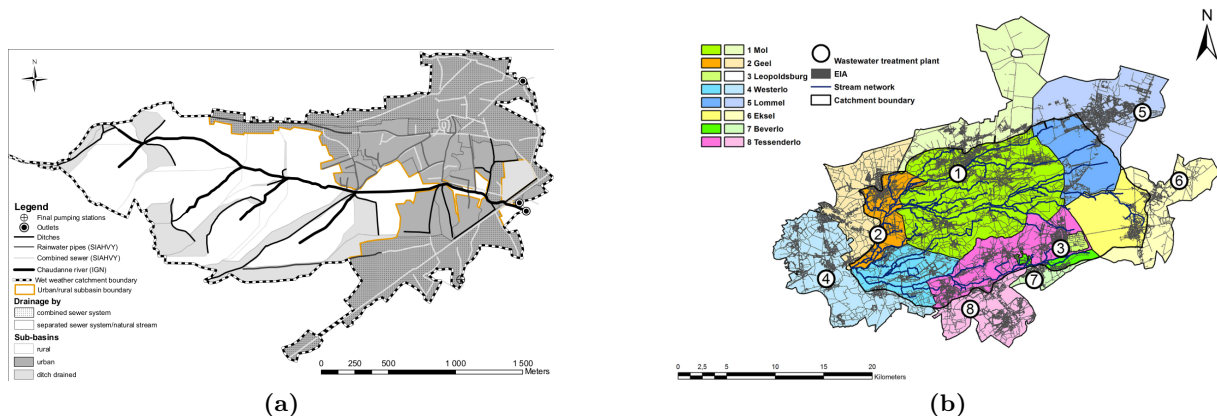 N
Legend
Final pumping stations
Outlets
Ditches
Rainwater pipes (SIAHVY)
Combined sewer (SIAHVY)
Chaudanne river (IGN)
Wet weather catchment boundary
Urban/rural subbasin boundary
Drainage by
combined sewer system
separated sewer system/natural stream
Sub-basins
rural
urban
ditch drained
0 250 500 1 000 1 500
Meters
(a)
N
1 Mol
2 Geel
3 Leopoldsburg
4 Westerlo
5 Lommel
6 Eksel
7 Beverlo
8 Tessenderlo
Wastewater treatment plant
EIA
Stream network
Catchment boundary
5
1
6
2
3
4
7
8
0 2,5 5 10 15 20
Kilometers
(b)